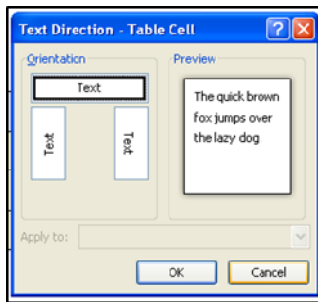 Text Direction - Table Cell
Orientation
Preview
Text
Text
Text
The quick brown
fox jumps over
the lazy dog
Apply to:
OK
Cancel